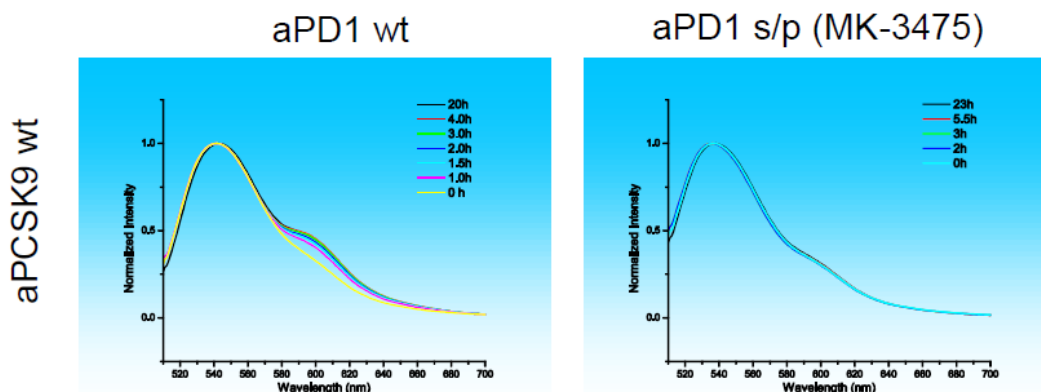 aPD1 wt
aPD1 s/p (MK-3475)
aPCSK9 wt
20h
4.0h
3.0h
2.0h
1.5h
1.0h
0 h
1.0
0.5
0.0
Normalized Intensity
520 540 560 580 600 620 640 660 680 700
Wavelength (nm)
23h
5.5h
3h
2h
0h
1.0
0.5
0.0
Normalized Intensity
520 540 560 580 600 620 640 660 680 700
Wavelength (nm)